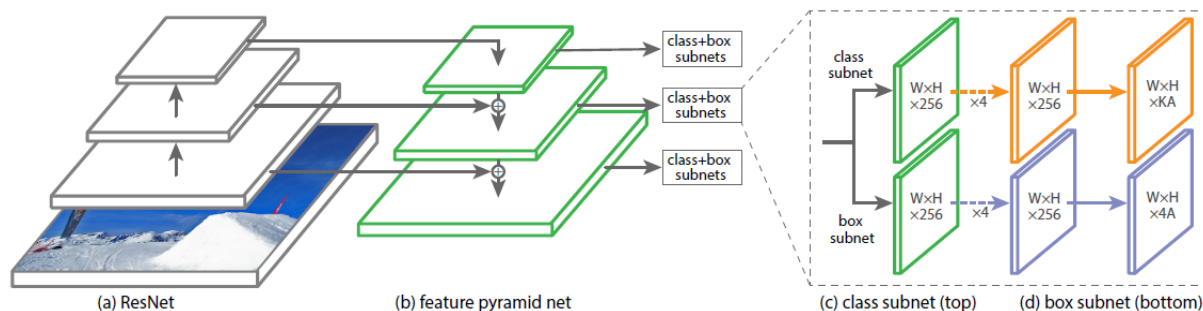 class+box
subnets
class+box
subnets
class+box
subnets
class
subnet
W×H
×256
×4
W×H
×256
W×H
×KA
box
subnet
W×H
×256
×4
W×H
×256
W×H
×4A
(a) ResNet
(b) feature pyramid net
(c) class subnet (top)
(d) box subnet (bottom)